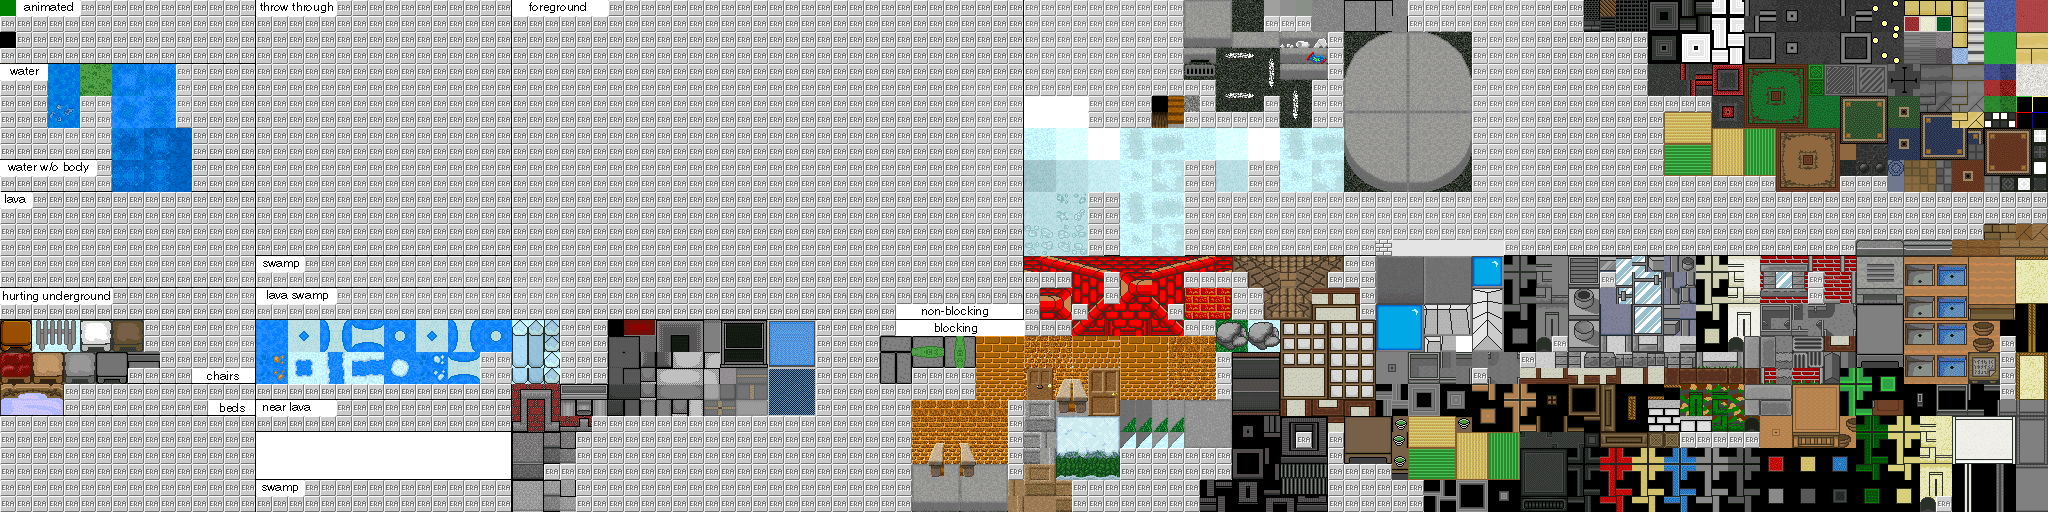 animated
throw through
foreground
water
water w/o body
lava
swamp
hurting underground
lava swamp
non-blocking
blocking
chairs
beds
near lava
swamp
ERA